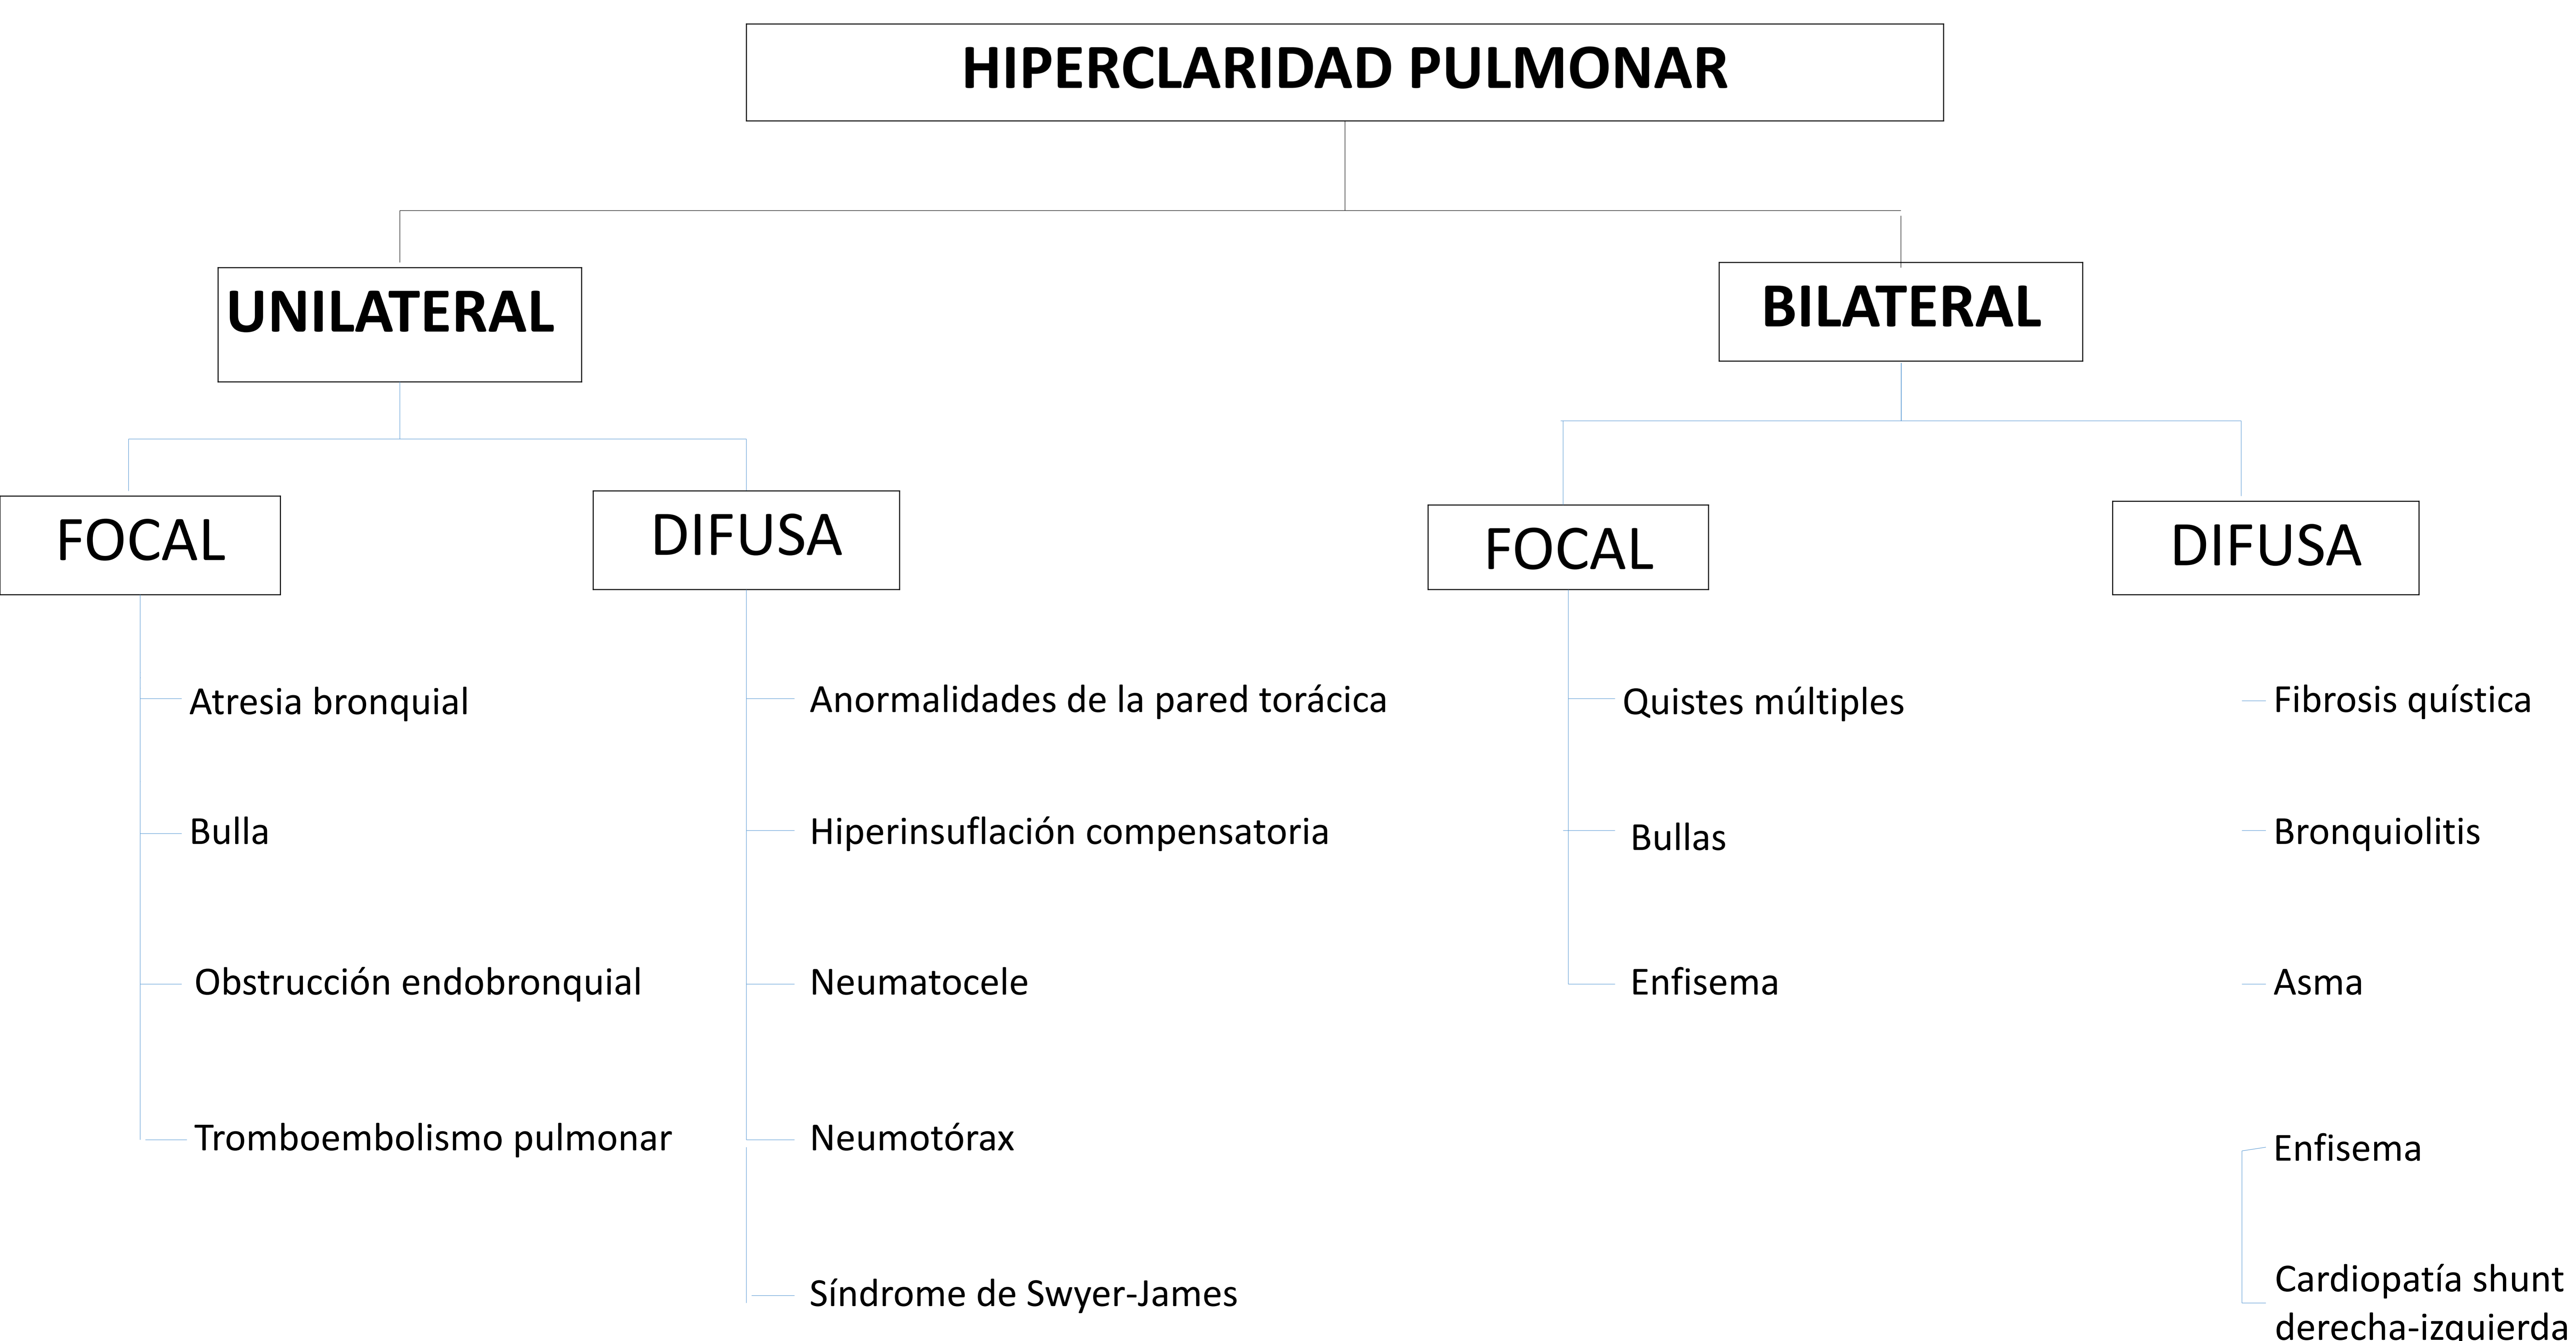 HIPERCLARIDAD PULMONAR
UNILATERAL
BILATERAL
FOCAL
DIFUSA
FOCAL
DIFUSA
Atresia bronquial
Bulla
Obstrucción endobronquial
Tromboembolismo pulmonar
Anormalidades de la pared torácica
Hiperinsuflación compensatoria
Neumatocele
Neumotórax
Síndrome de Swyer-James
Quistes múltiples
Bullas
Enfisema
Fibrosis quística
Bronquiolitis
Asma
Enfisema
Cardiopatía shunt
derecha-izquierda